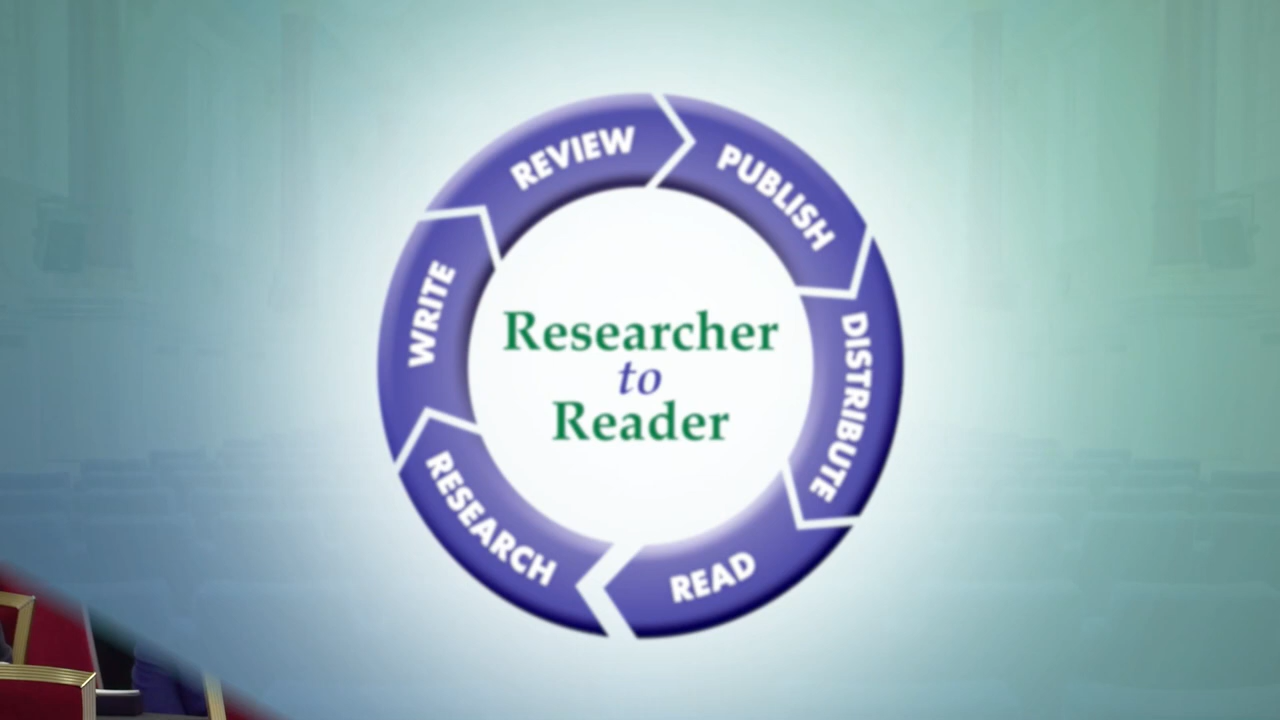 Researcher
to
Reader
RESEARCH
WRITE
REVIEW
PUBLISH
DISTRIBUTE
READ